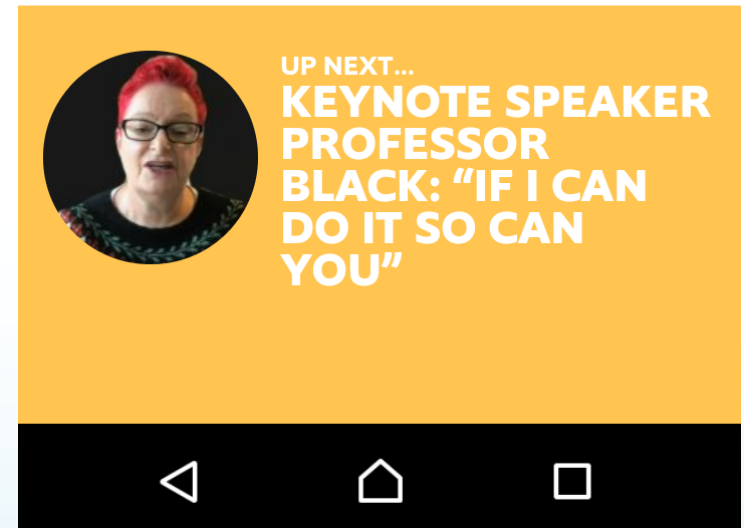 UP NEXT...
KEYNOTE SPEAKER
PROFESSOR
BLACK: “IF I CAN
DO IT SO CAN
YOU”